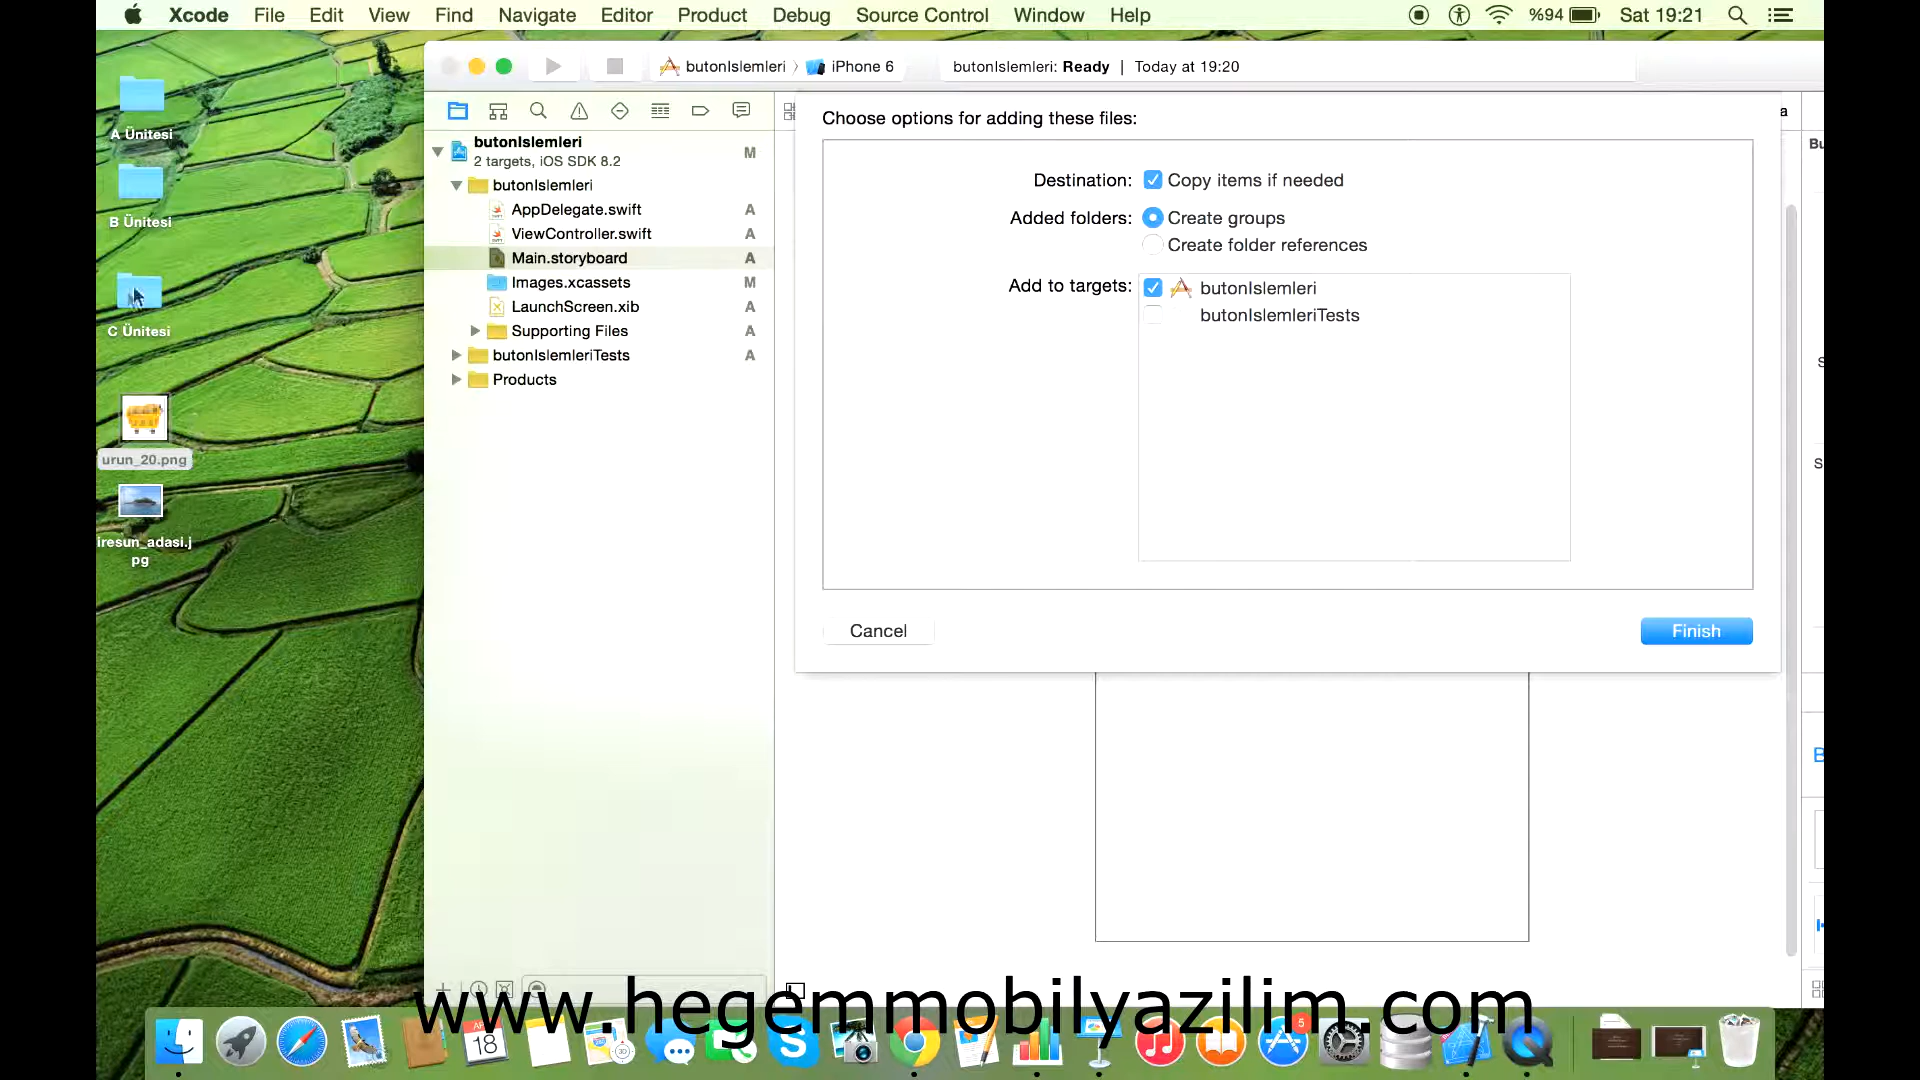 Xcode File Edit View Find Navigate Editor Product Debug Source Control Window Help %94 Sat 19:21
butonIslemleri iPhone 6 butonIslemleri: Ready | Today at 19:20
A Ünitesi
B Ünitesi
C Ünitesi
urun_20.png
iresun_adasi.j
pg
butonIslemleri
2 targets, iOS SDK 8.2 M
butonIslemleri
AppDelegate.swift A
ViewController.swift A
Main.storyboard A
Images.xcassets M
LaunchScreen.xib A
Supporting Files A
butonIslemleriTests A
Products
Choose options for adding these files:
Destination: Copy items if needed
Added folders: Create groups
Create folder references
Add to targets: butonIslemleri
butonIslemleriTests
Cancel Finish
a
Bu
S
S
www.hegemmobilyazilim.com
18
5